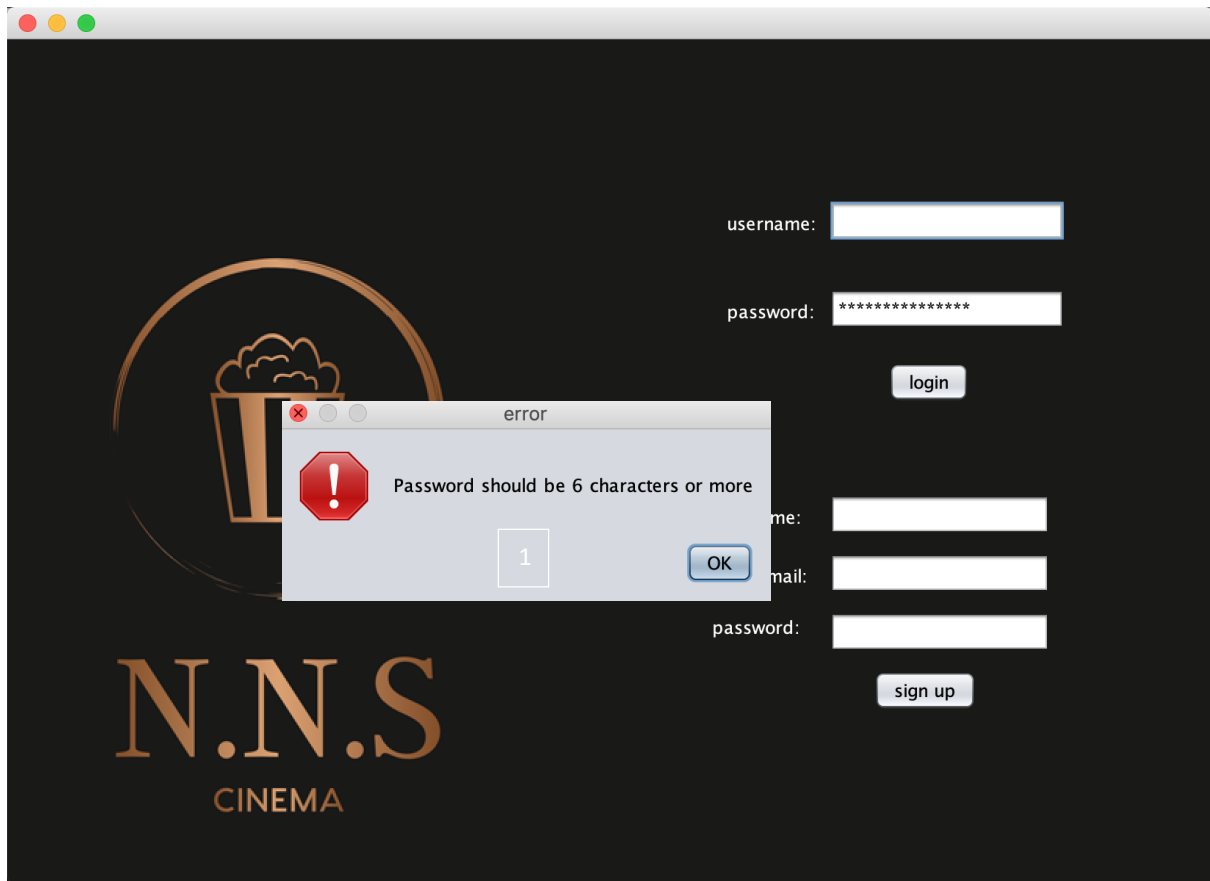 username:
password:
***************
login
error
Password should be 6 characters or more
1
OK
me:
mail:
password:
sign up
N.N.S
CINEMA